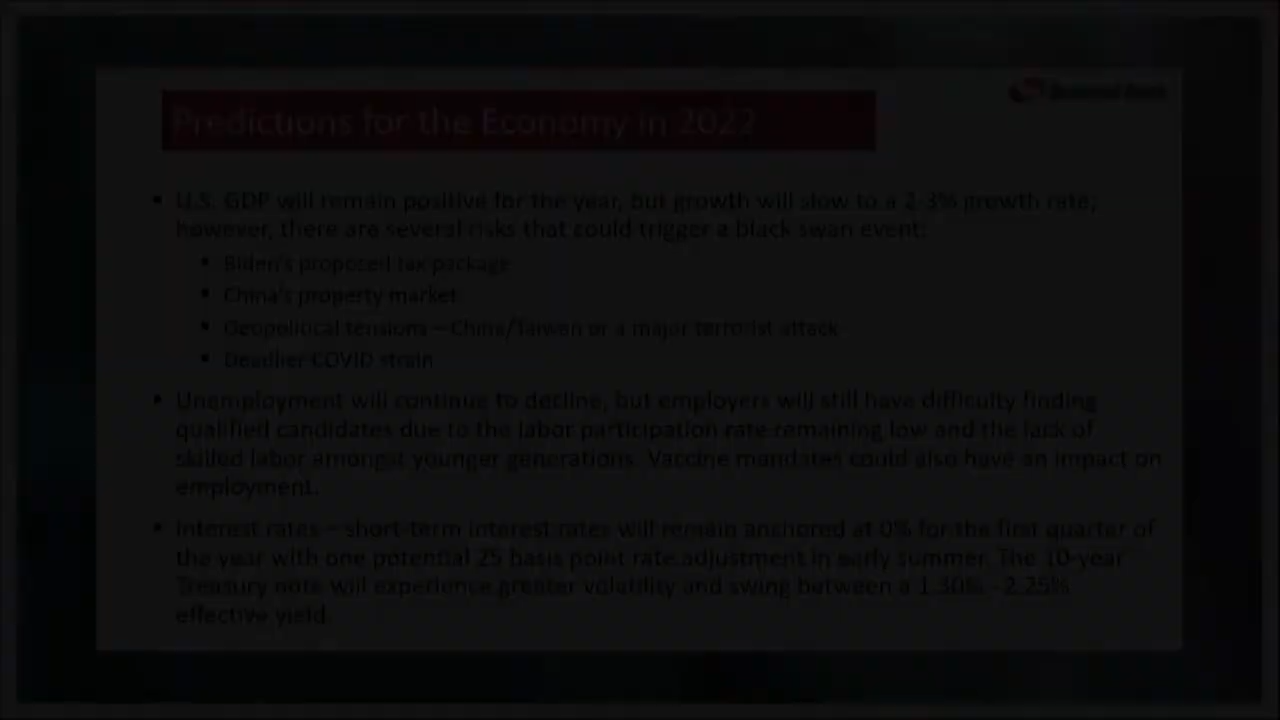 Predictions for the Economy in 2022
▪ U.S. GDP will remain positive for the year, but growth will slow to a 2-3% growth rate;
however, there are several risks that could trigger a black swan event:
▪ Biden's proposed tax package
▪ China's property market
▪ Geopolitical tensions—China/Taiwan or a major terrorist attack
▪ Deadlier COVID strain
▪ Unemployment will continue to decline, but employers will still have difficulty finding
qualified candidates due to the labor participation rate remaining low and the lack of
skilled labor amongst younger generations. Vaccine mandates could also have an impact on
employment.
▪ Interest rates – short-term interest rates will remain anchored at 0% for the first quarter of
the year with one potential 25 basis point rate adjustment in early summer. The 10-year
Treasury note will experience greater volatility and swing between a 1.30% - 2.25%
effective yield.